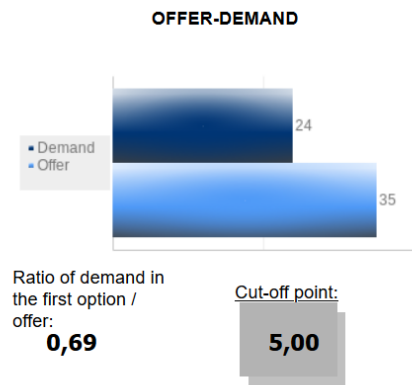 OFFER-DEMAND
24
Demand
Offer
35
Ratio of demand in
the first option /
offer:
0,69
Cut-off point:
5,00